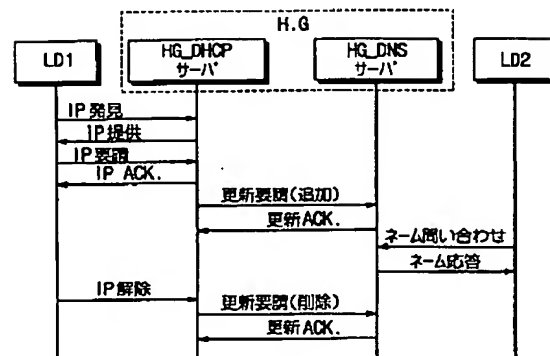 H.G
LD1
HG_DHCP
サーバ
HG_DNS
サーバ
LD2
IP発見
IP提供
IP要請
IP ACK.
更新要請(追加)
更新ACK.
ネーム問い合わせ
ネーム応答
IP解除
更新要請(削除)
更新ACK.